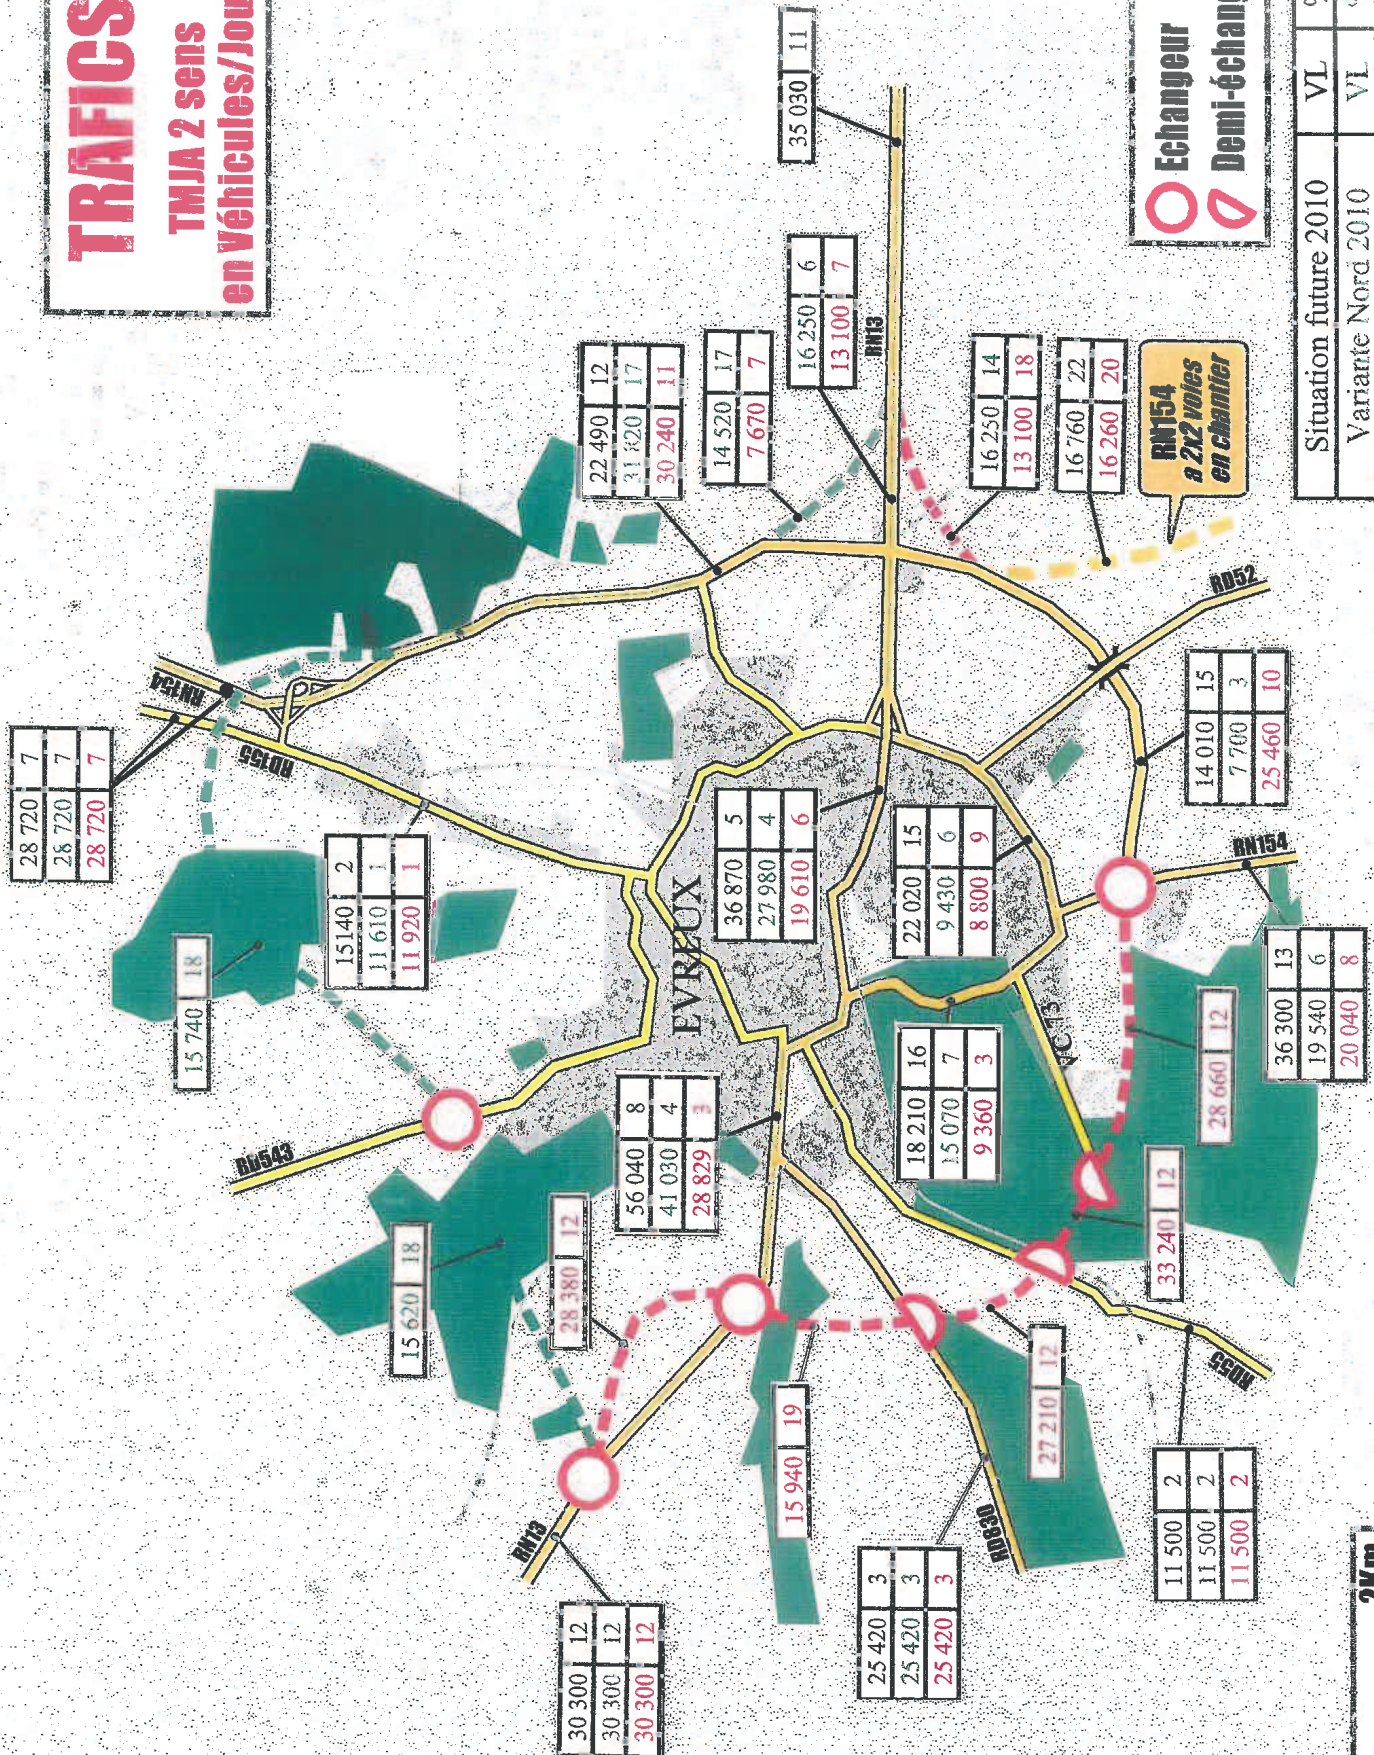 TRAFICS
TMJA 2 sens
en Véhicules/Jou
28 720 7
28 720 7
28 720 7
RN154
RD155
15 740 18
15140 2
11 610 1
11 920 1
RD543
15 620 18
28 380 12
RN13
30 300 12
30 300 12
30 300 12
56 040 8
41 030 4
28 829 3
EVREUX
36 870 5
27 980 4
19 610 6
22 490 12
31 820 17
30 240 11
14 520 17
7 670 7
35 030 11
16 250 6
13 100 7
RN13
16 250 14
13 100 18
16 760 22
16 260 20
RN154
a 2x2 voies
en chantier
RD52
22 020 15
9 430 6
8 800 9
14 010 15
7 700 3
25 460 10
18 210 16
15 070 7
9 360 3
VC13
RN154
36 300 13
19 540 6
20 040 8
28 660 12
33 240 12
27 210 12
15 940 19
RD830
25 420 3
25 420 3
25 420 3
RD55
11 500 2
11 500 2
11 500 2
Echangeur
Demi-échang
Situation future 2010 VL
Variante Nord 2010 VL
2Km